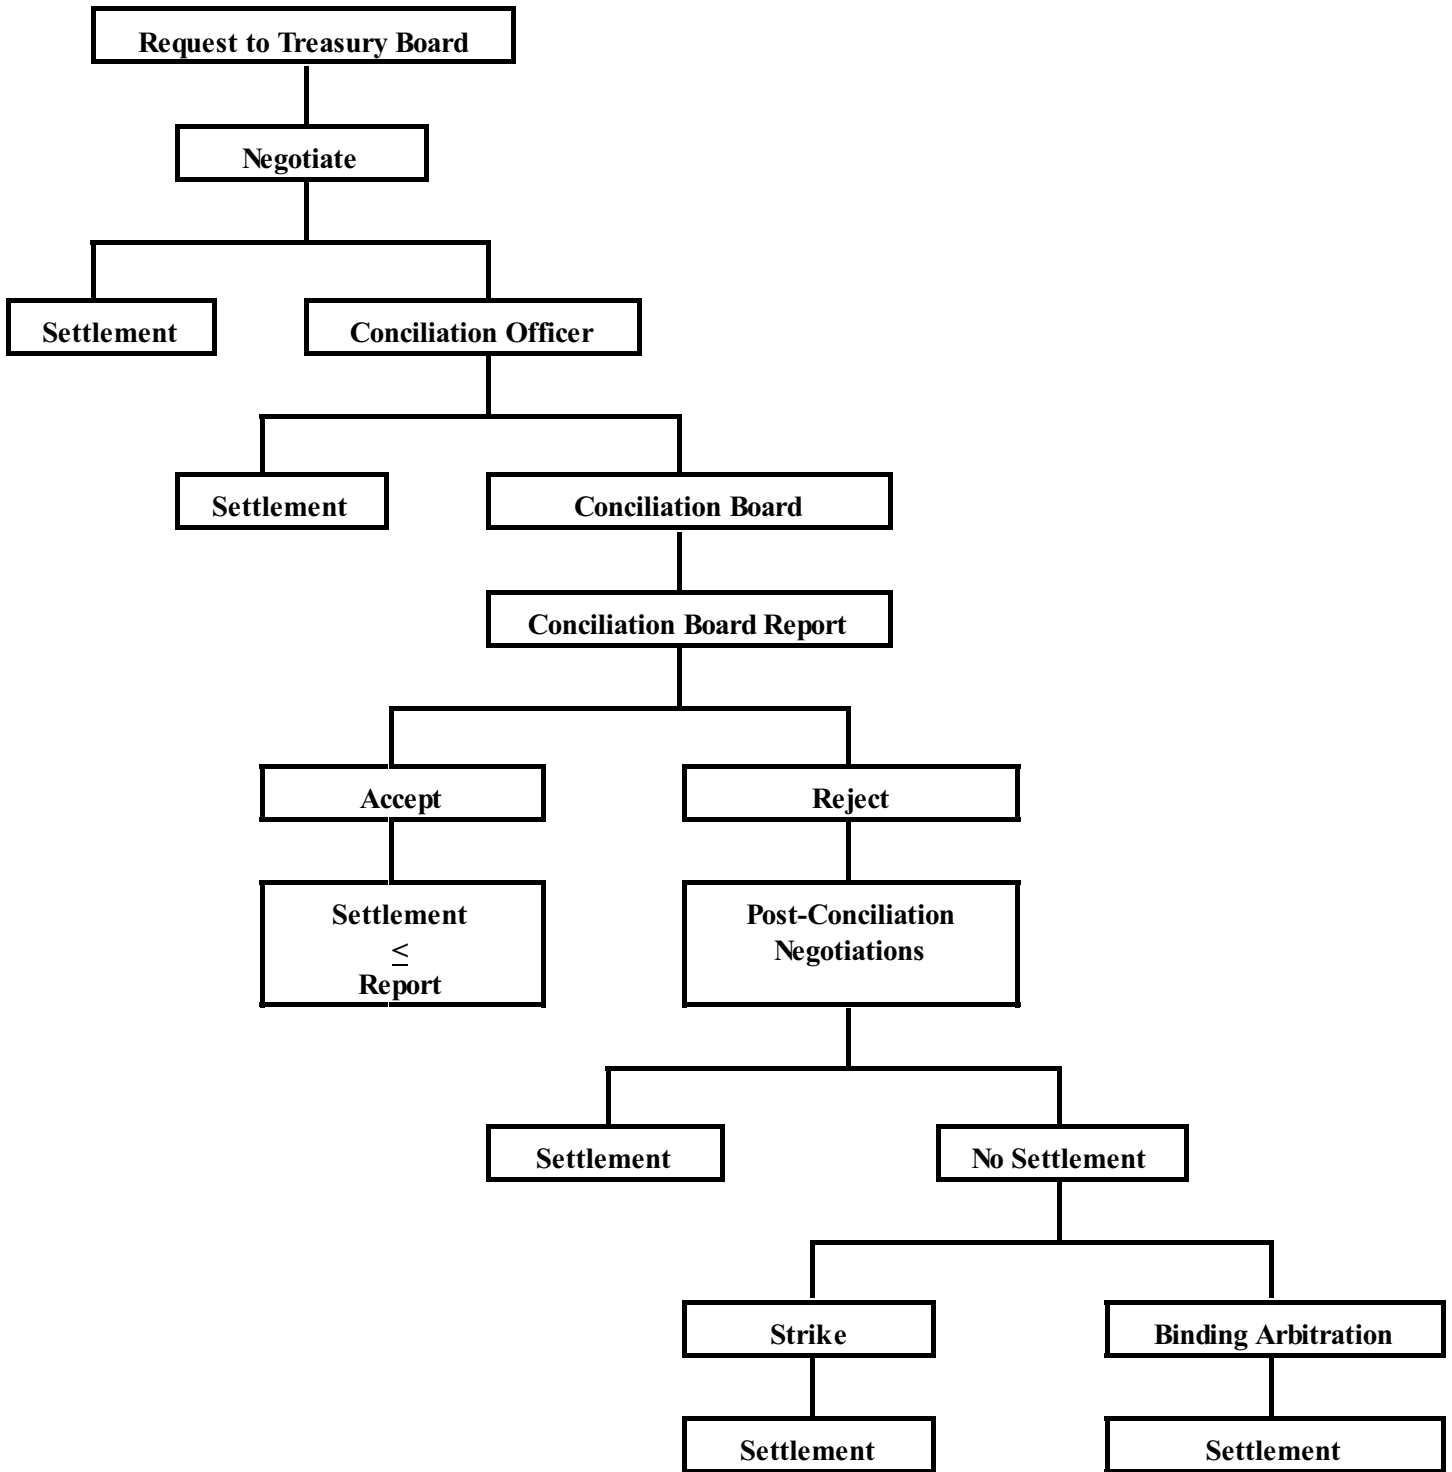 Request to Treasury Board
Negotiate
Settlement
Conciliation Officer
Settlement
Conciliation Board
Conciliation Board Report
Accept
Reject
Settlement
≤
Report
Post-Conciliation
Negotiations
Settlement
No Settlement
Strike
Binding Arbitration
Settlement
Settlement